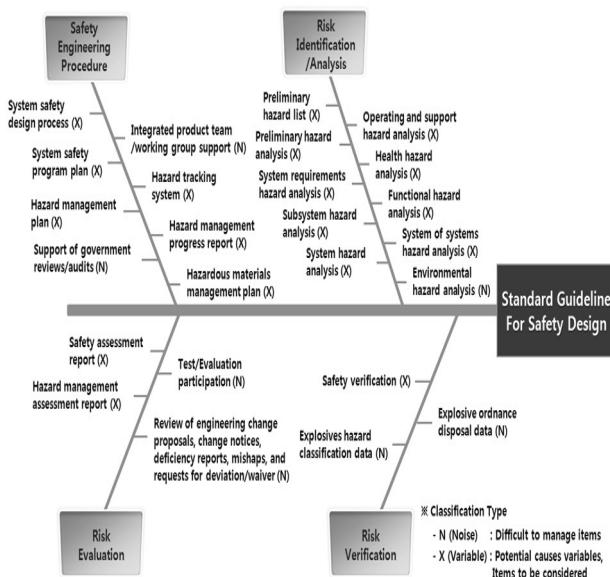 Safety
Engineering
Procedure
System safety
design process (X)
System safety
program plan (X)
Hazard management
plan (X)
Support of government
reviews/audits (N)
Integrated product team
/working group support (N)
Hazard tracking
system (X)
Hazard management
progress report (X)
Hazardous materials
management plan (X)
Risk
Identification
/Analysis
Preliminary
hazard list (X)
Preliminary hazard
analysis (X)
System requirements
hazard analysis (X)
Subsystem hazard
analysis (X)
System hazard
analysis (X)
Operating and support
hazard analysis (X)
Health hazard
analysis (X)
Functional hazard
analysis (X)
System of systems
hazard analysis (X)
Environmental
hazard analysis (N)
Standard Guideline
For Safety Design
Safety assessment
report (X)
Hazard management
assessment report (X)
Test/Evaluation
participation (N)
Review of engineering change
proposals, change notices,
deficiency reports, mishaps, and
requests for deviation/waiver (N)
Risk
Evaluation
Safety verification (X)
Explosives hazard
classification data (N)
Explosive ordnance
disposal data (N)
Risk
Verification
※ Classification Type
- N (Noise) : Difficult to manage items
- X (Variable) : Potential causes variables,
Items to be considered